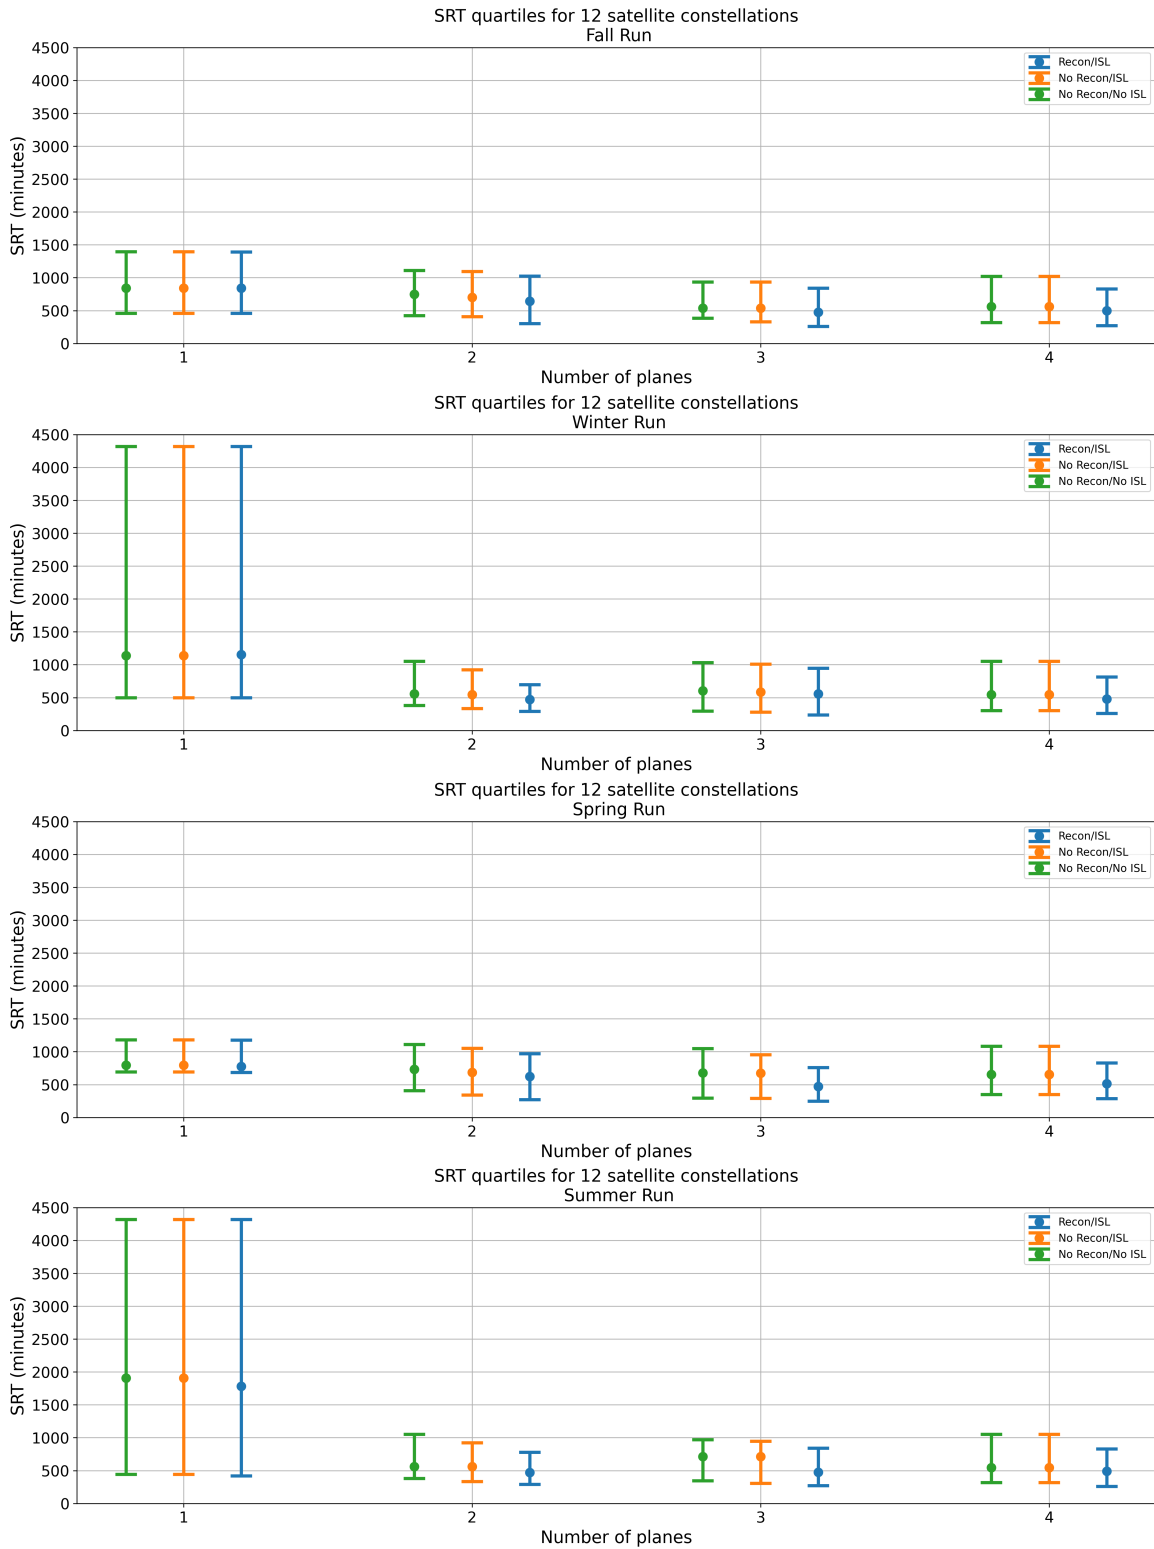 SRT quartiles for 12 satellite constellations
Fall Run
4500
4000
3500
3000
2500
2000
1500
1000
500
0
SRT (minutes)
Recon/ISL
No Recon/ISL
No Recon/No ISL
1 2 3 4
Number of planes
SRT quartiles for 12 satellite constellations
Winter Run
4500
4000
3500
3000
2500
2000
1500
1000
500
0
SRT (minutes)
Recon/ISL
No Recon/ISL
No Recon/No ISL
1 2 3 4
Number of planes
SRT quartiles for 12 satellite constellations
Spring Run
4500
4000
3500
3000
2500
2000
1500
1000
500
0
SRT (minutes)
Recon/ISL
No Recon/ISL
No Recon/No ISL
1 2 3 4
Number of planes
SRT quartiles for 12 satellite constellations
Summer Run
4500
4000
3500
3000
2500
2000
1500
1000
500
0
SRT (minutes)
Recon/ISL
No Recon/ISL
No Recon/No ISL
1 2 3 4
Number of planes